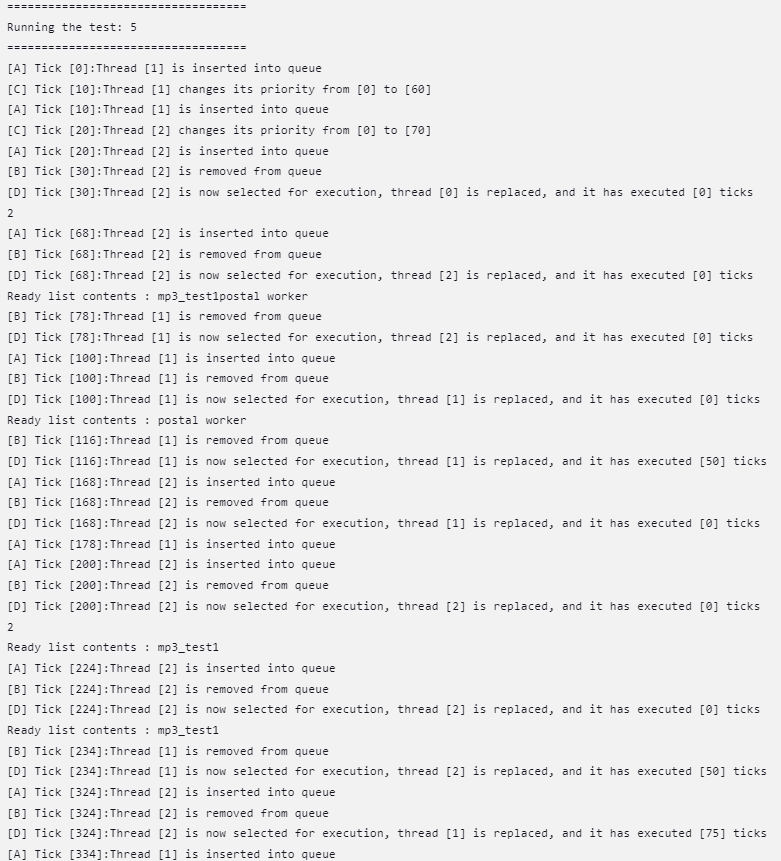 ===================================
Running the test: 5
===================================
[A] Tick [0]:Thread [1] is inserted into queue
[C] Tick [10]:Thread [1] changes its priority from [0] to [60]
[A] Tick [10]:Thread [1] is inserted into queue
[C] Tick [20]:Thread [2] changes its priority from [0] to [70]
[A] Tick [20]:Thread [2] is inserted into queue
[B] Tick [30]:Thread [2] is removed from queue
[D] Tick [30]:Thread [2] is now selected for execution, thread [0] is replaced, and it has executed [0] ticks
2
[A] Tick [68]:Thread [2] is inserted into queue
[B] Tick [68]:Thread [2] is removed from queue
[D] Tick [68]:Thread [2] is now selected for execution, thread [2] is replaced, and it has executed [0] ticks
Ready list contents : mp3_test1postal worker
[B] Tick [78]:Thread [1] is removed from queue
[D] Tick [78]:Thread [1] is now selected for execution, thread [2] is replaced, and it has executed [0] ticks
[A] Tick [100]:Thread [1] is inserted into queue
[B] Tick [100]:Thread [1] is removed from queue
[D] Tick [100]:Thread [1] is now selected for execution, thread [1] is replaced, and it has executed [0] ticks
Ready list contents : postal worker
[B] Tick [116]:Thread [1] is removed from queue
[D] Tick [116]:Thread [1] is now selected for execution, thread [1] is replaced, and it has executed [50] ticks
[A] Tick [168]:Thread [2] is inserted into queue
[B] Tick [168]:Thread [2] is removed from queue
[D] Tick [168]:Thread [2] is now selected for execution, thread [1] is replaced, and it has executed [0] ticks
[A] Tick [178]:Thread [1] is inserted into queue
[A] Tick [200]:Thread [2] is inserted into queue
[B] Tick [200]:Thread [2] is removed from queue
[D] Tick [200]:Thread [2] is now selected for execution, thread [2] is replaced, and it has executed [0] ticks
2
Ready list contents : mp3_test1
[A] Tick [224]:Thread [2] is inserted into queue
[B] Tick [224]:Thread [2] is removed from queue
[D] Tick [224]:Thread [2] is now selected for execution, thread [2] is replaced, and it has executed [0] ticks
Ready list contents : mp3_test1
[B] Tick [234]:Thread [1] is removed from queue
[D] Tick [234]:Thread [1] is now selected for execution, thread [2] is replaced, and it has executed [50] ticks
[A] Tick [324]:Thread [2] is inserted into queue
[B] Tick [324]:Thread [2] is removed from queue
[D] Tick [324]:Thread [2] is now selected for execution, thread [1] is replaced, and it has executed [75] ticks
[A] Tick [334]:Thread [1] is inserted into queue